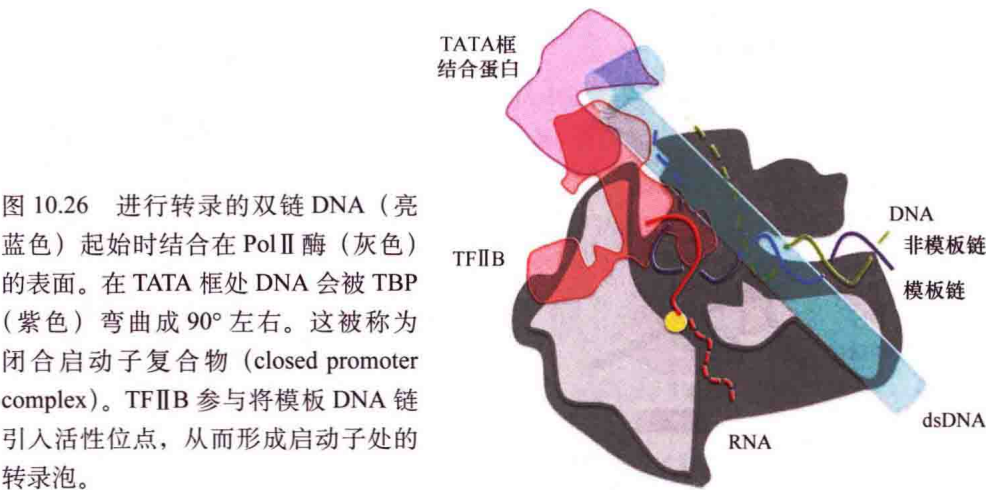 TATA框
结合蛋白
图 10.26 进行转录的双链 DNA（亮
蓝色）起始时结合在 PolⅡ 酶（灰色）
的表面。在 TATA 框处 DNA 会被 TBP
（紫色）弯曲成 90° 左右。这被称为
闭合启动子复合物（closed promoter
complex）。TFⅡB 参与将模板 DNA 链
引入活性位点，从而形成启动子处的
转录泡。
TFⅡB
DNA
非模板链
模板链
dsDNA
RNA